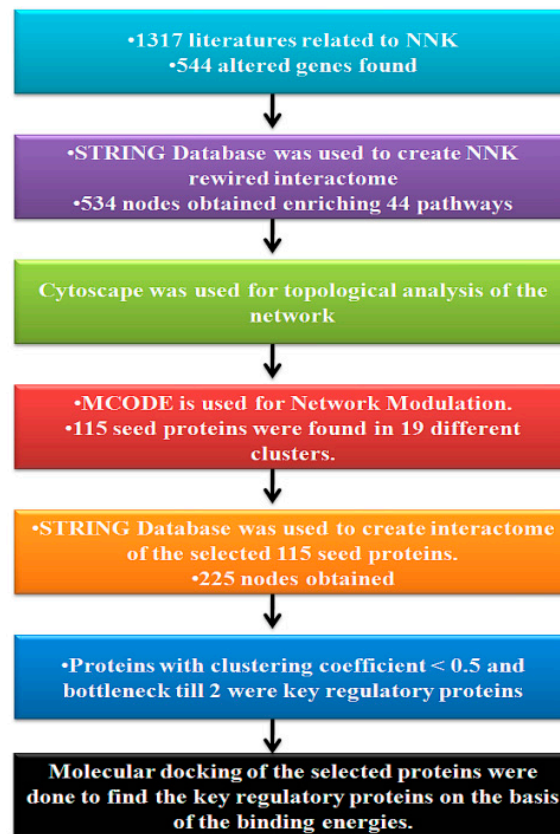 •1317 literatures related to NNK
•544 altered genes found
•STRING Database was used to create NNK
rewired interactome
•534 nodes obtained enriching 44 pathways
Cytoscape was used for topological analysis of the
network
•MCODE is used for Network Modulation.
•115 seed proteins were found in 19 different
clusters.
•STRING Database was used to create interactome
of the selected 115 seed proteins.
•225 nodes obtained
•Proteins with clustering coefficient < 0.5 and
bottleneck till 2 were key regulatory proteins
Molecular docking of the selected proteins were
done to find the key regulatory proteins on the basis
of the binding energies.